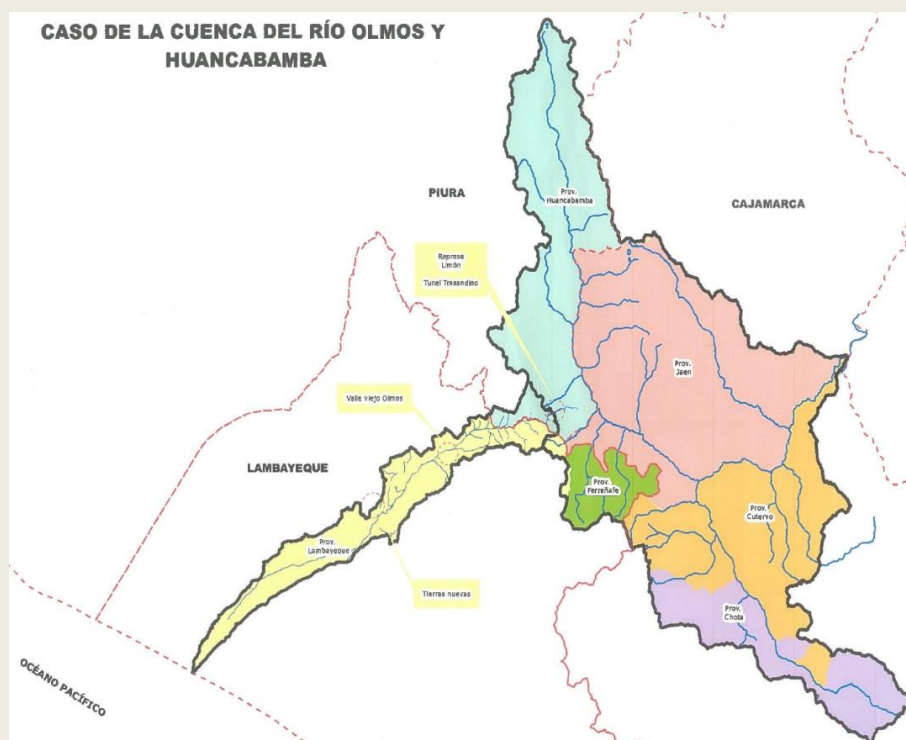 CASO DE LA CUENCA DEL RÍO OLMOS Y
HUANCABAMBA
PIURA
Prov.
Huancabamba
CAJAMARCA
Represa
Limón
Tunel Trasandino
Prov.
Jaen
Valle Viejo Olmos
LAMBAYEQUE
Prov.
Ferreñafe
Prov.
Cutervo
Prov.
Lambayeque
Tierras nuevas
Prov.
Chota
OCÉANO PACÍFICO